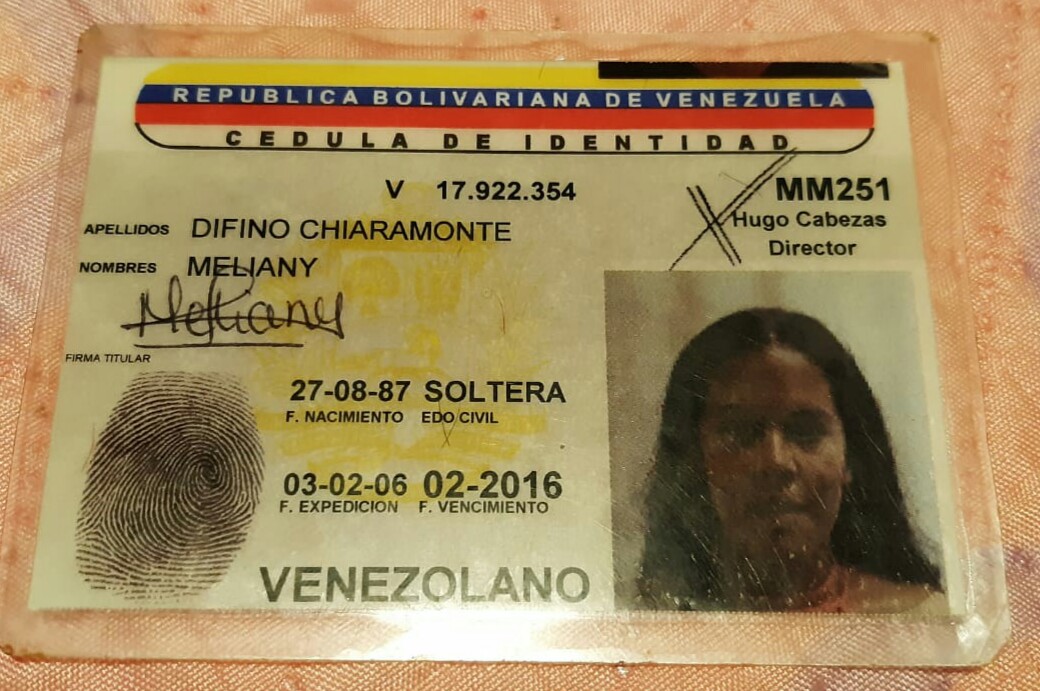 REPUBLICA BOLIVARIANA DE VENEZUELA
CEDULA DE IDENTIDAD
V 17.922.354
MM251
Hugo Cabezas
Director
APELLIDOS DIFINO CHIARAMONTE
NOMBRES MELIANY
Meliany
FIRMA TITULAR
27-08-87 SOLTERA
F. NACIMIENTO EDO CIVIL
03-02-06 02-2016
F. EXPEDICION F. VENCIMIENTO
VENEZOLANO